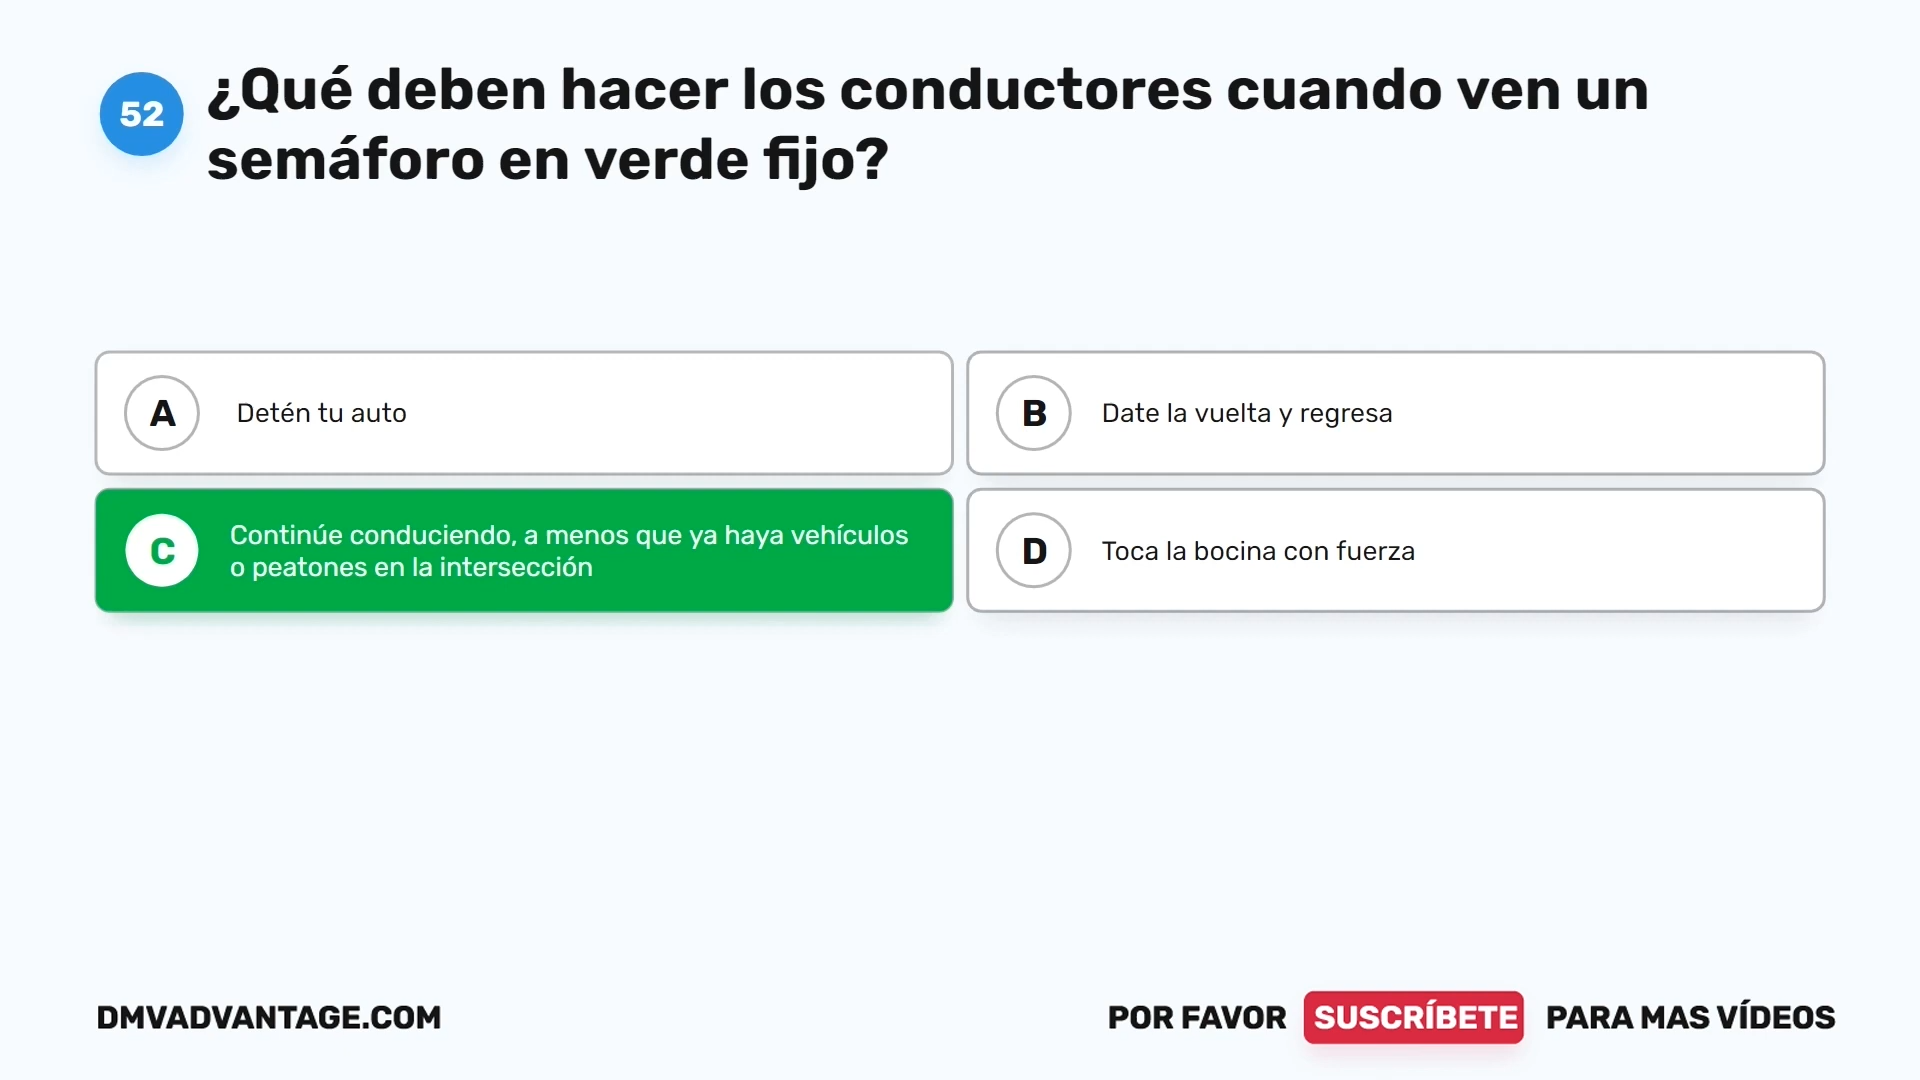 52
¿Qué deben hacer los conductores cuando ven un
semáforo en verde fijo?
A
Detén tu auto
B
Date la vuelta y regresa
C
Continúe conduciendo, a menos que ya haya vehículos
o peatones en la intersección
D
Toca la bocina con fuerza
DMVADVANTAGE.COM
POR FAVOR SUSCRÍBETE PARA MAS VÍDEOS